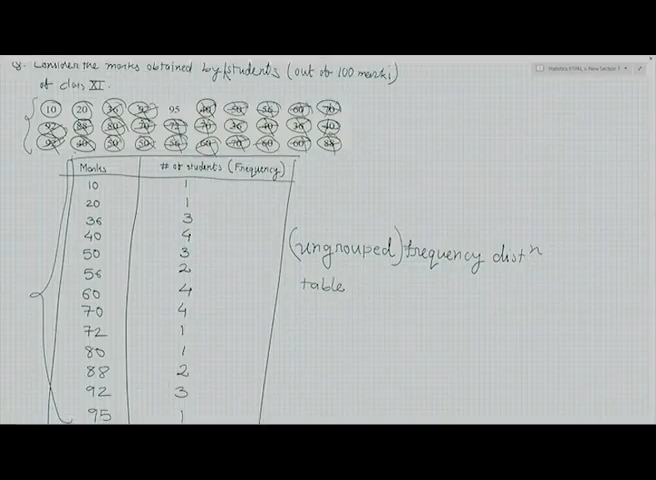 Q. Consider the marks obtained by students (out of 100 marks)
of class XI.
10 20 36 92 95 40 50 56 60 70
92 88 80 70 72 70 36 40 36 40
92 40 50 50 56 60 70 60 60 88
Marks # of students (Frequency)
10 1
20 1
36 3
40 4
50 3
56 2
60 4
70 4
72 1
80 1
88 2
92 3
95 1
(ungrouped) frequency distⁿ
table